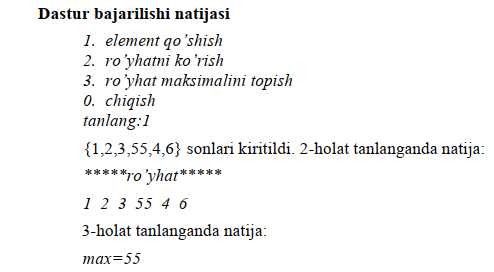 Dastur bajarilishi natijasi
1. element qo’shish
2. ro’yhatni ko’rish
3. ro’yhat maksimalini topish
0. chiqish
tanlang:1
{1,2,3,55,4,6} sonlari kiritildi. 2-holat tanlanganda natija:
*****ro’yhat*****
1 2 3 55 4 6
3-holat tanlanganda natija:
max=55